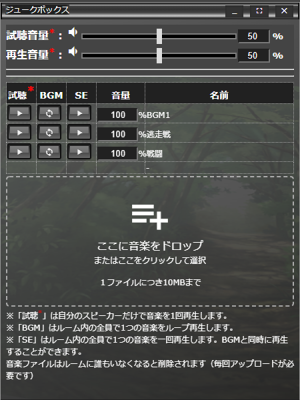 ジュークボックス
試聴音量*： 50 %
再生音量*： 50 %
試聴* BGM SE 音量 名前
100 %BGM1
100 %逃走戦
100 %戦闘
-
ここに音楽をドロップ
またはここをクリックして選択
1ファイルにつき10MBまで
※「試聴*」は自分のスピーカーだけで音楽を1回再生します。
※「BGM」はルーム内の全員で1つの音楽をループ再生します。
※「SE」はルーム内の全員で1つの音楽を一回再生します。BGMと同時に再生
することができます。
音楽ファイルはルームに誰もいなくなると削除されます（毎回アップロードが必
要です）